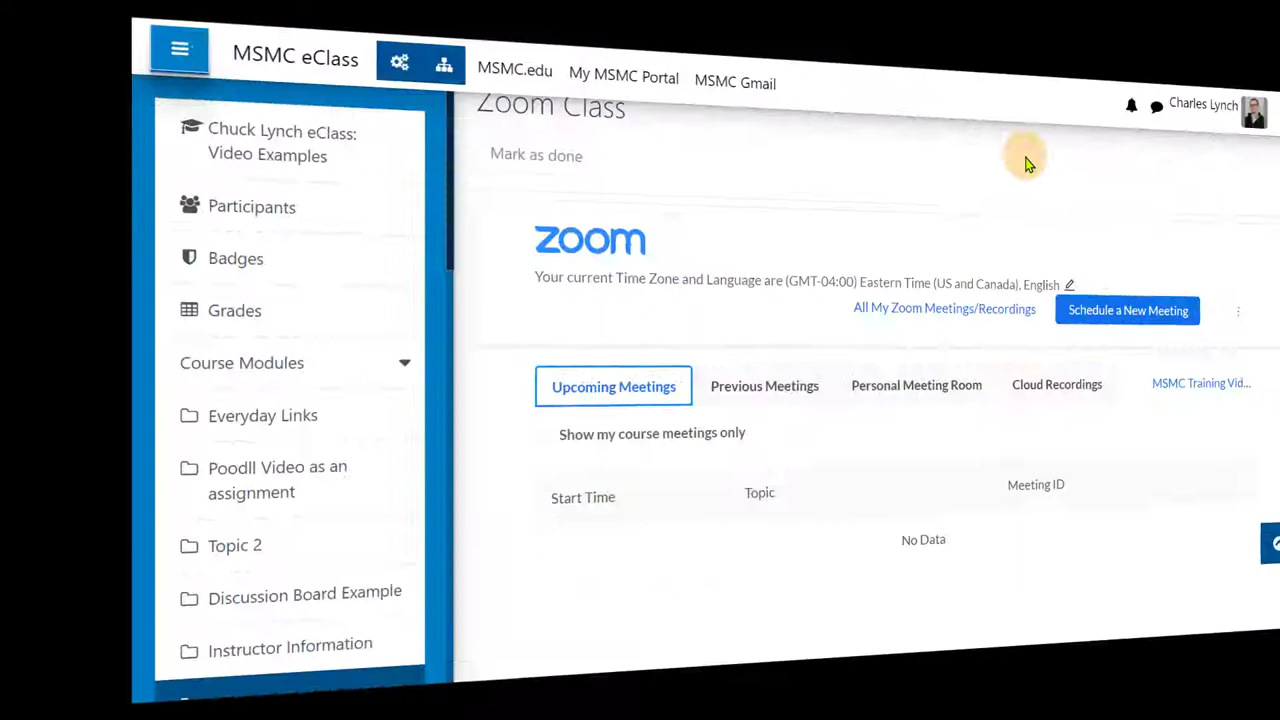 MSMC eClass
MSMC.edu
My MSMC Portal
MSMC Gmail
Charles Lynch
Chuck Lynch eClass:
Video Examples
Participants
Badges
Grades
Course Modules
Everyday Links
Poodll Video as an
assignment
Topic 2
Discussion Board Example
Instructor Information
Zoom Class
Mark as done
zoom
Your current Time Zone and Language are (GMT-04:00) Eastern Time (US and Canada), English
All My Zoom Meetings/Recordings
Schedule a New Meeting
Upcoming Meetings
Previous Meetings
Personal Meeting Room
Cloud Recordings
MSMC Training Vid...
Show my course meetings only
Start Time
Topic
Meeting ID
No Data